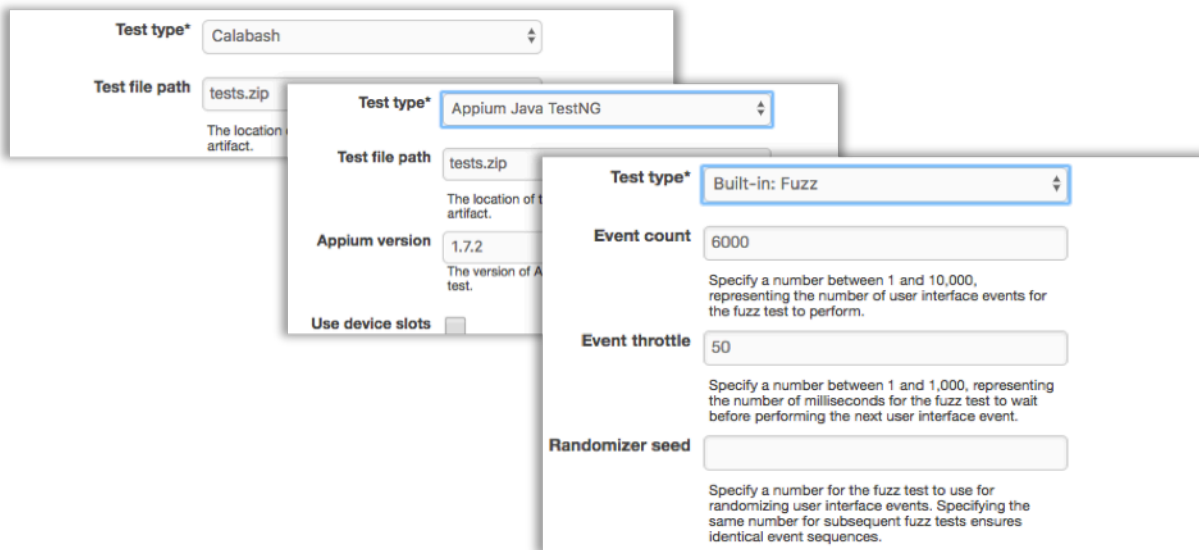 Test type*
Calabash
Test file path
tests.zip
The location
artifact.
Test type*
Appium Java TestNG
Test file path
tests.zip
The location of t
artifact.
Appium version
1.7.2
The version of A
test.
Use device slots
Test type*
Built-in: Fuzz
Event count
6000
Specify a number between 1 and 10,000,
representing the number of user interface events for
the fuzz test to perform.
Event throttle
50
Specify a number between 1 and 1,000, representing
the number of milliseconds for the fuzz test to wait
before performing the next user interface event.
Randomizer seed
Specify a number for the fuzz test to use for
randomizing user interface events. Specifying the
same number for subsequent fuzz tests ensures
identical event sequences.